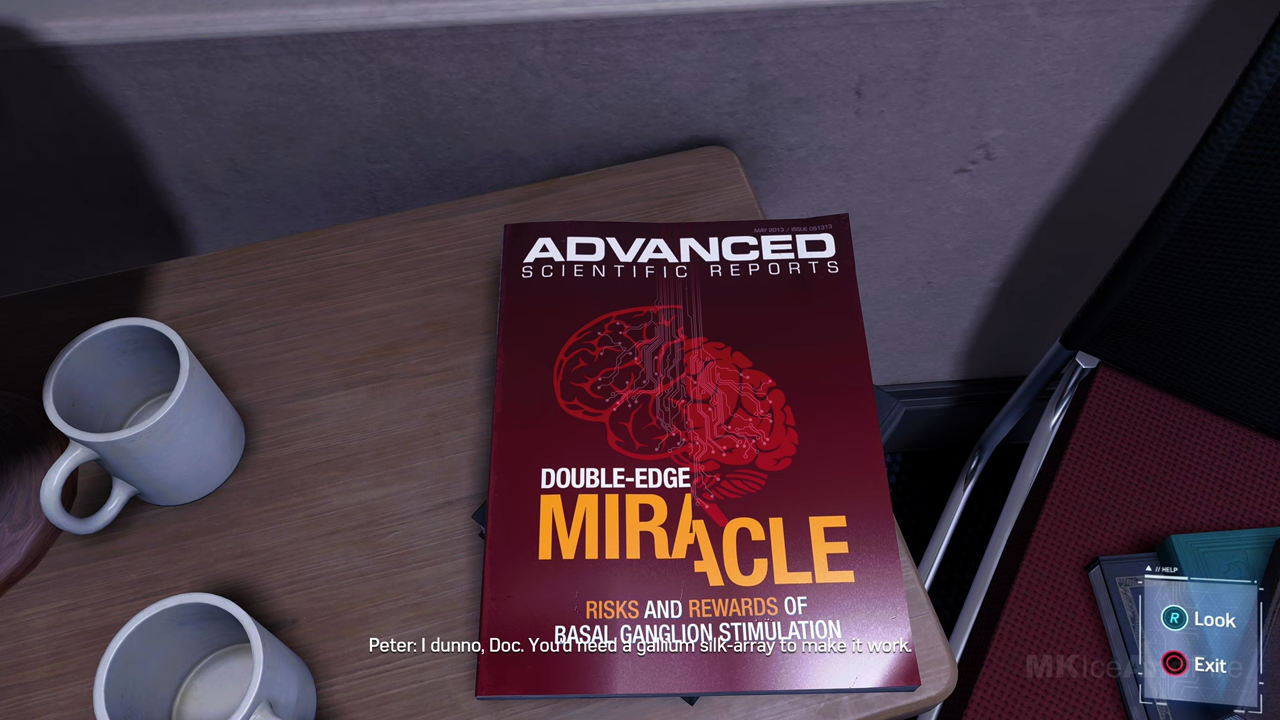 MAY 2013 / ISSUE 051313
ADVANCED
SCIENTIFIC REPORTS
DOUBLE-EDGE
MIRACLE
RISKS AND REWARDS OF
BASAL GANGLION STIMULATION
Peter: I dunno, Doc. You'd need a gallium silk-array to make it work.
// HELP
R Look
Exit